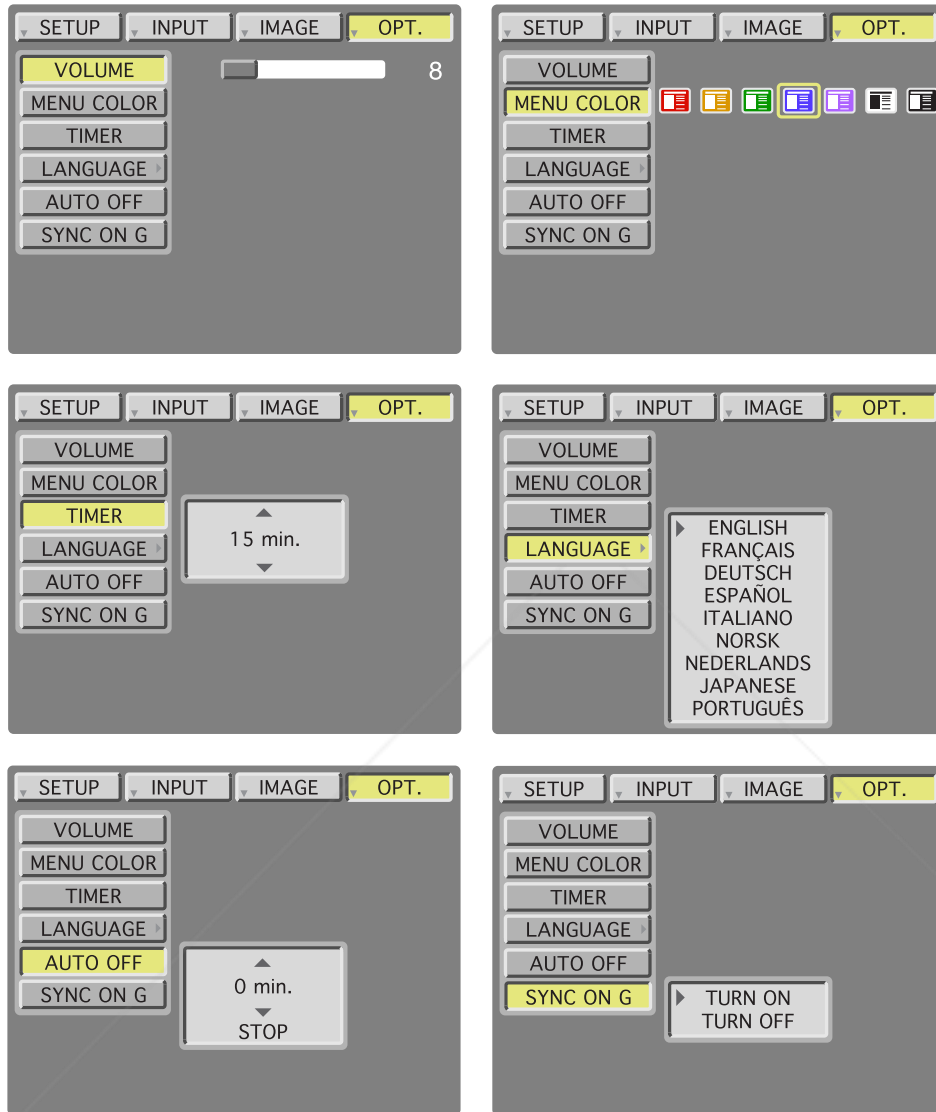 SETUP INPUT IMAGE OPT.
VOLUME 8
MENU COLOR
TIMER
LANGUAGE
AUTO OFF
SYNC ON G
SETUP INPUT IMAGE OPT.
VOLUME
MENU COLOR
TIMER
LANGUAGE
AUTO OFF
SYNC ON G
SETUP INPUT IMAGE OPT.
VOLUME
MENU COLOR
TIMER
15 min.
LANGUAGE
AUTO OFF
SYNC ON G
SETUP INPUT IMAGE OPT.
VOLUME
MENU COLOR
TIMER
LANGUAGE
AUTO OFF
SYNC ON G
ENGLISH
FRANÇAIS
DEUTSCH
ESPAÑOL
ITALIANO
NORSK
NEDERLANDS
JAPANESE
PORTUGUÊS
SETUP INPUT IMAGE OPT.
VOLUME
MENU COLOR
TIMER
LANGUAGE
AUTO OFF
SYNC ON G
0 min.
STOP
SETUP INPUT IMAGE OPT.
VOLUME
MENU COLOR
TIMER
LANGUAGE
AUTO OFF
SYNC ON G
TURN ON
TURN OFF